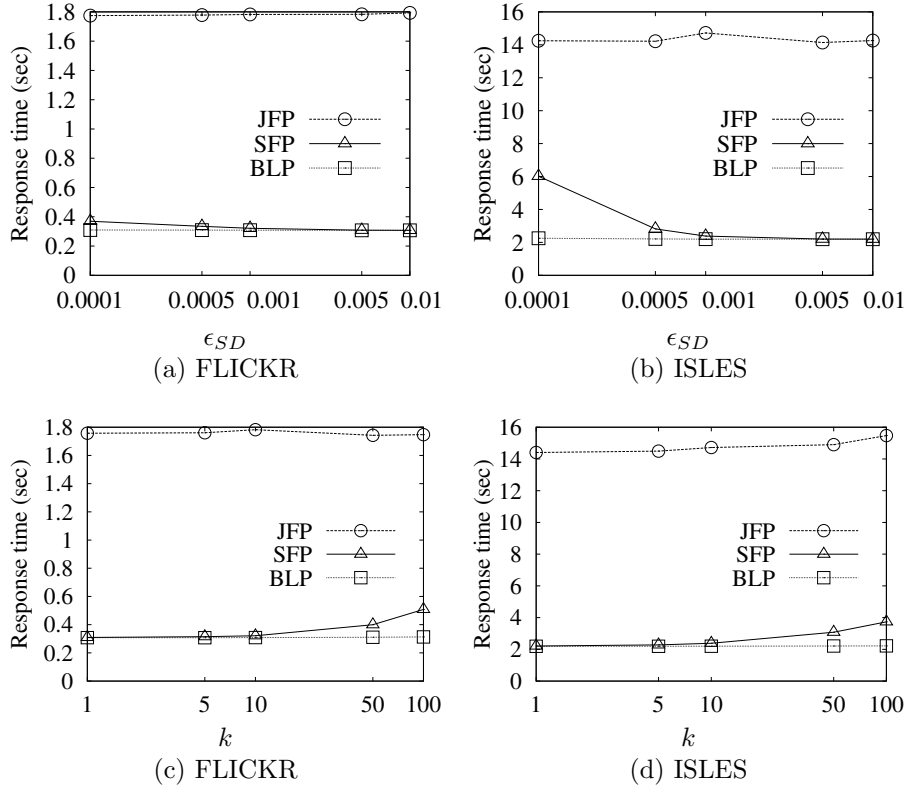 1.8
1.6
1.4
1.2
1
0.8
0.6
0.4
0.2
0
Response time (sec)
JFP
SFP
BLP
0.0001 0.0005 0.001 0.005 0.01
ϵSD
(a) FLICKR
16
14
12
10
8
6
4
2
0
Response time (sec)
JFP
SFP
BLP
0.0001 0.0005 0.001 0.005 0.01
ϵSD
(b) ISLES
1.8
1.6
1.4
1.2
1
0.8
0.6
0.4
0.2
0
Response time (sec)
JFP
SFP
BLP
1 5 10 50 100
k
(c) FLICKR
16
14
12
10
8
6
4
2
0
Response time (sec)
JFP
SFP
BLP
1 5 10 50 100
k
(d) ISLES